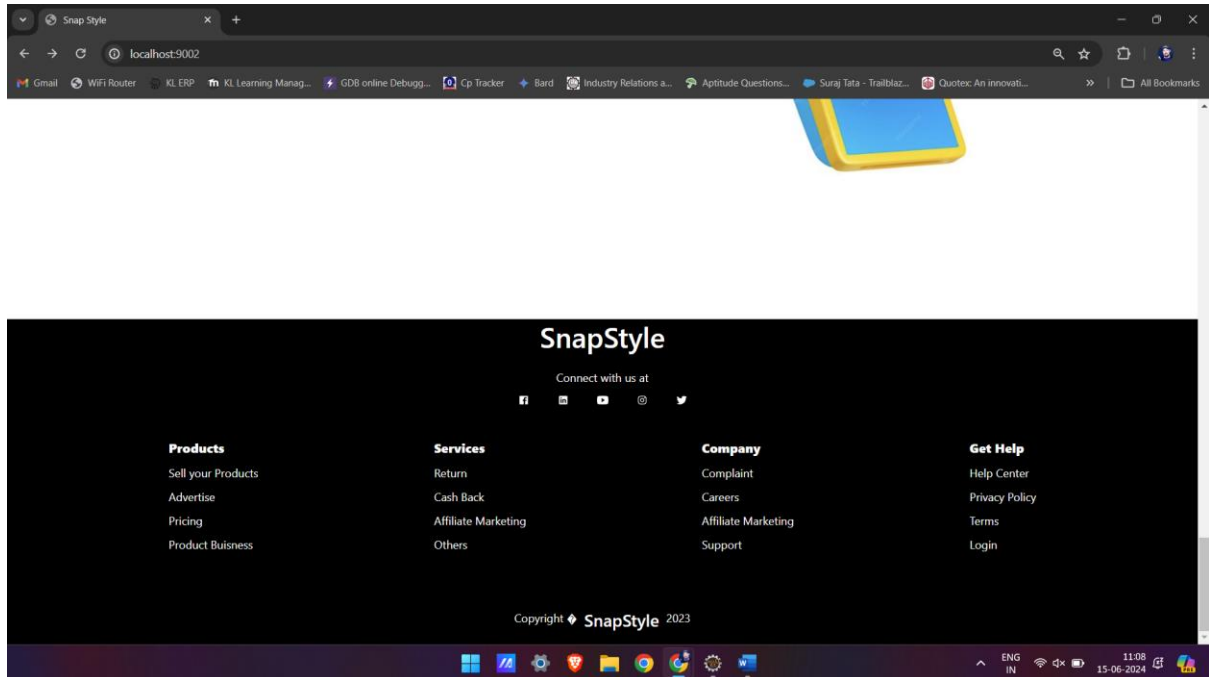 Snap Style
localhost:9002
Gmail WiFi Router KL ERP KL Learning Manag... GDB online Debugg... Cp Tracker Bard Industry Relations a... Aptitude Questions... Suraj Tata - Trailblaz... Quotex: An innovati... » All Bookmarks
SnapStyle
Connect with us at
Products Services Company Get Help
Sell your Products Return Complaint Help Center
Advertise Cash Back Careers Privacy Policy
Pricing Affiliate Marketing Affiliate Marketing Terms
Product Buisness Others Support Login
Copyright � SnapStyle 2023
ENG 11:08
IN 15-06-2024